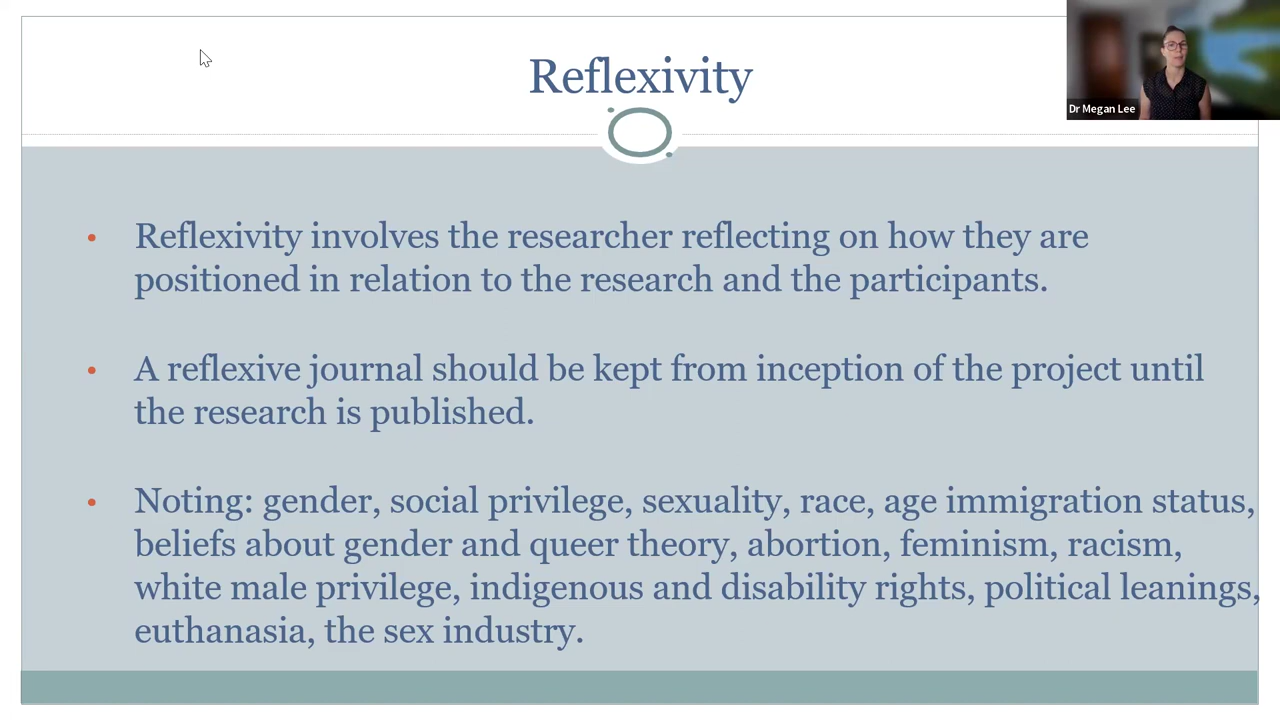 Reflexivity
Dr Megan Lee
• Reflexivity involves the researcher reflecting on how they are
positioned in relation to the research and the participants.
• A reflexive journal should be kept from inception of the project until
the research is published.
• Noting: gender, social privilege, sexuality, race, age immigration status,
beliefs about gender and queer theory, abortion, feminism, racism,
white male privilege, indigenous and disability rights, political leanings,
euthanasia, the sex industry.